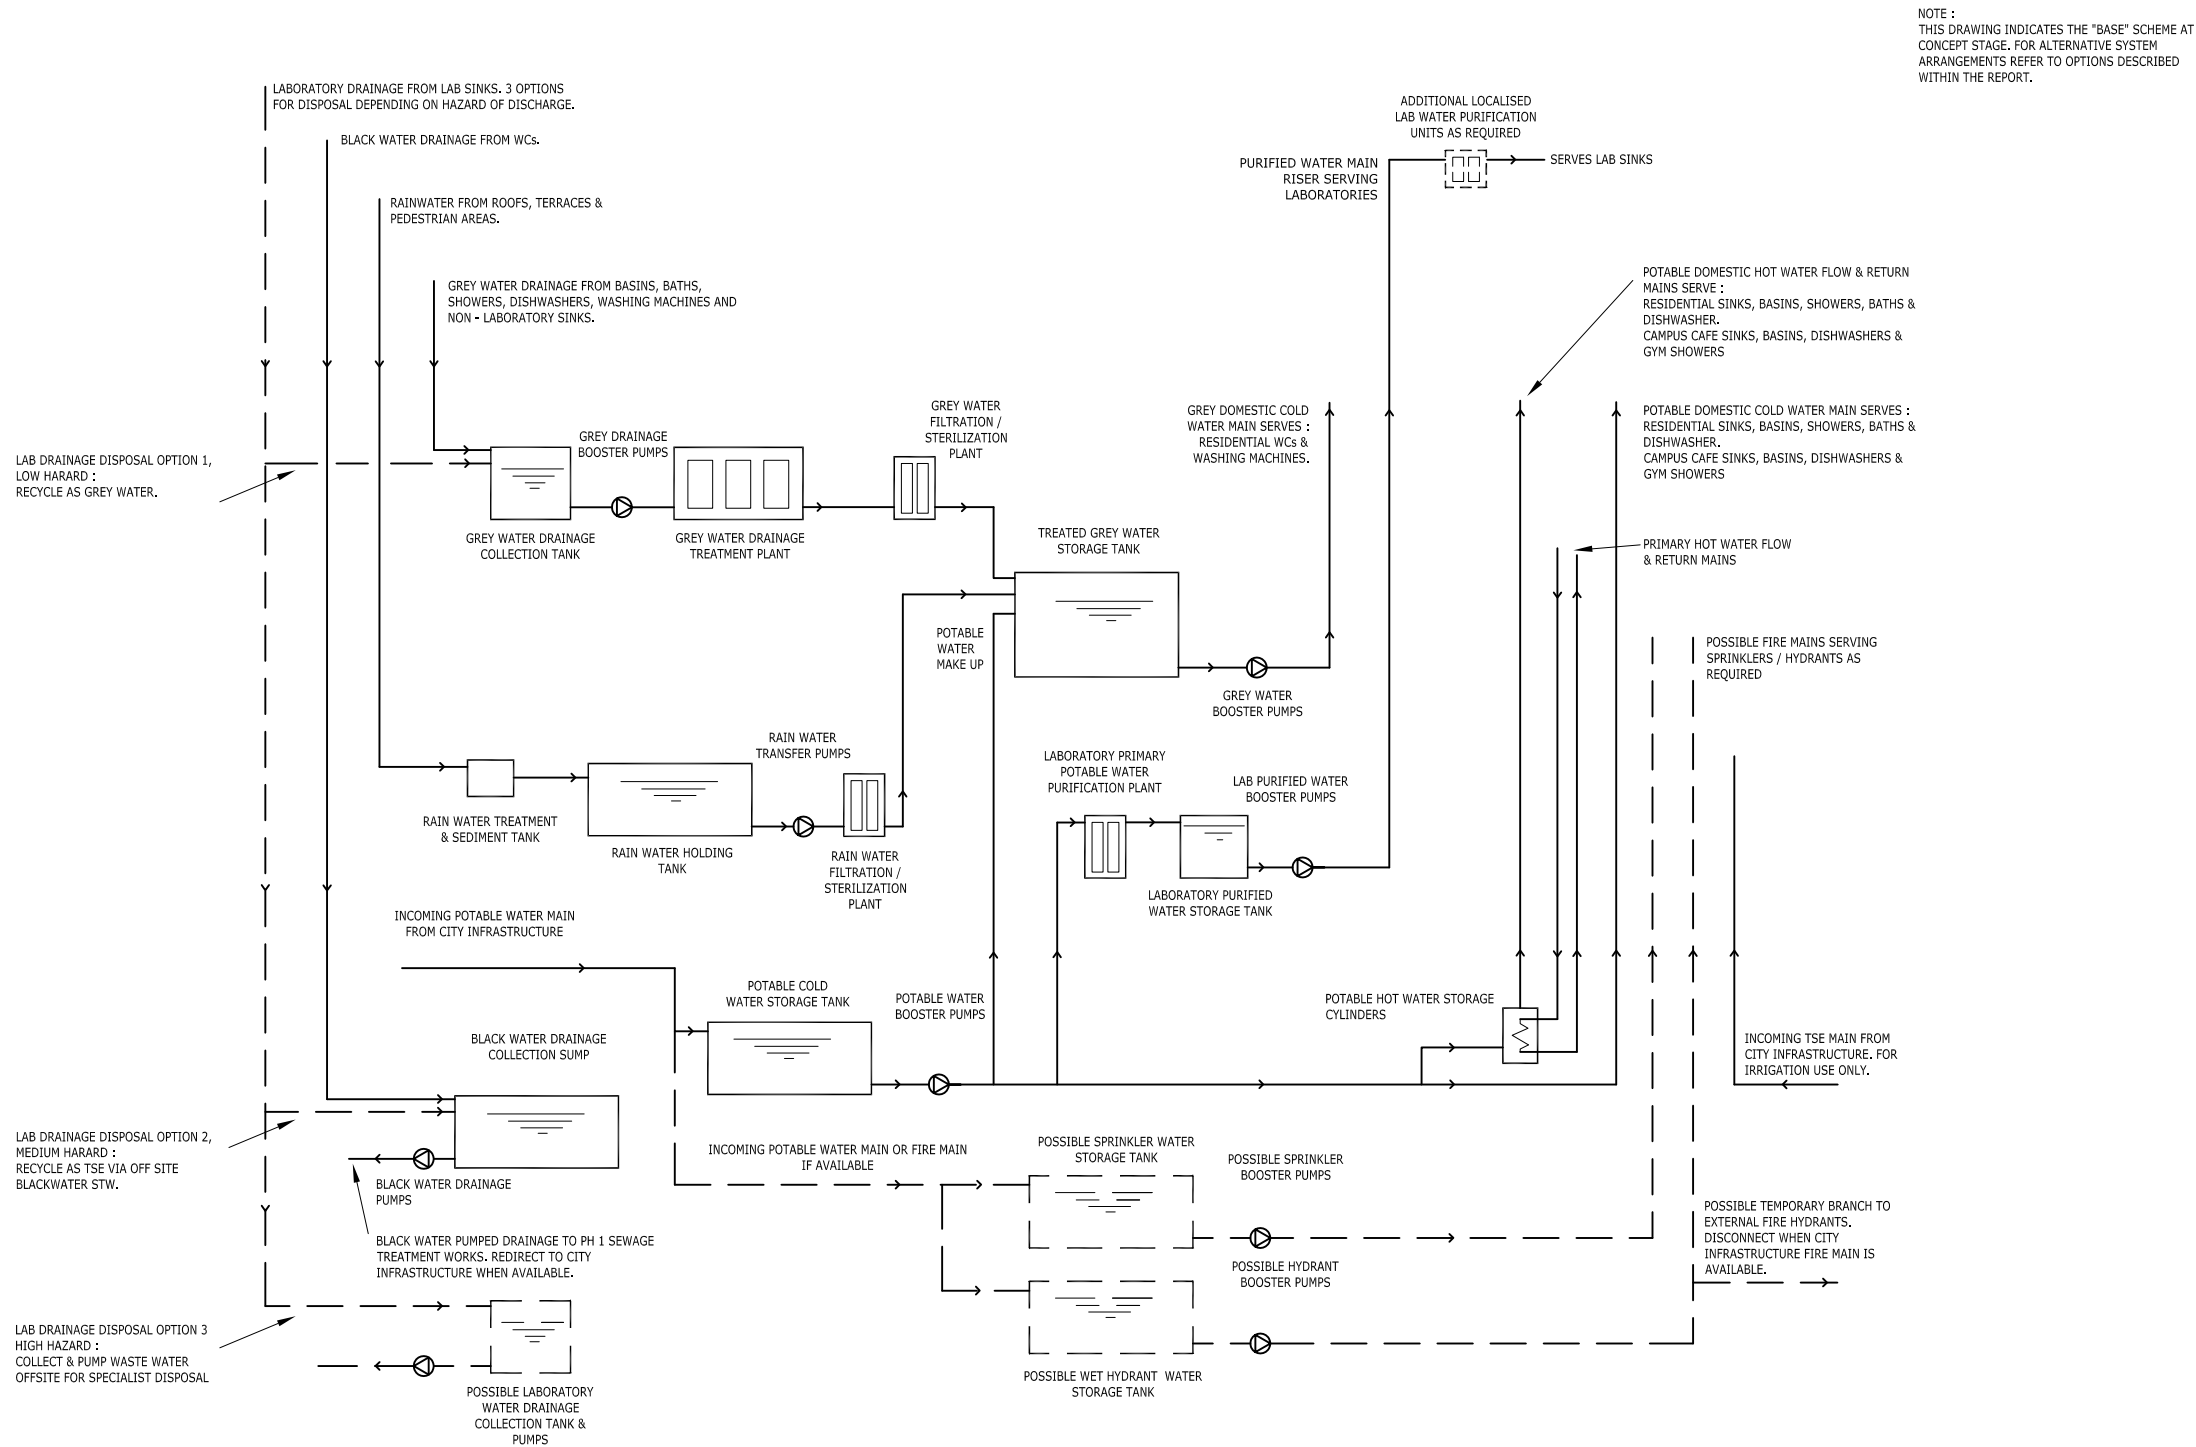 NOTE :
THIS DRAWING INDICATES THE "BASE" SCHEME AT
CONCEPT STAGE. FOR ALTERNATIVE SYSTEM
ARRANGEMENTS REFER TO OPTIONS DESCRIBED
WITHIN THE REPORT.
LABORATORY DRAINAGE FROM LAB SINKS. 3 OPTIONS
FOR DISPOSAL DEPENDING ON HAZARD OF DISCHARGE.
BLACK WATER DRAINAGE FROM WCs.
ADDITIONAL LOCALISED
LAB WATER PURIFICATION
UNITS AS REQUIRED
SERVES LAB SINKS
PURIFIED WATER MAIN
RISER SERVING
LABORATORIES
RAINWATER FROM ROOFS, TERRACES &
PEDESTRIAN AREAS.
GREY WATER DRAINAGE FROM BASINS, BATHS,
SHOWERS, DISHWASHERS, WASHING MACHINES AND
NON - LABORATORY SINKS.
POTABLE DOMESTIC HOT WATER FLOW & RETURN
MAINS SERVE :
RESIDENTIAL SINKS, BASINS, SHOWERS, BATHS &
DISHWASHER.
CAMPUS CAFE SINKS, BASINS, DISHWASHERS &
GYM SHOWERS
GREY WATER
FILTRATION /
STERILIZATION
PLANT
GREY DOMESTIC COLD
WATER MAIN SERVES :
RESIDENTIAL WCs &
WASHING MACHINES.
POTABLE DOMESTIC COLD WATER MAIN SERVES :
RESIDENTIAL SINKS, BASINS, SHOWERS, BATHS &
DISHWASHER.
CAMPUS CAFE SINKS, BASINS, DISHWASHERS &
GYM SHOWERS
GREY DRAINAGE
BOOSTER PUMPS
LAB DRAINAGE DISPOSAL OPTION 1,
LOW HARARD :
RECYCLE AS GREY WATER.
GREY WATER DRAINAGE
COLLECTION TANK
GREY WATER DRAINAGE
TREATMENT PLANT
TREATED GREY WATER
STORAGE TANK
PRIMARY HOT WATER FLOW
& RETURN MAINS
POTABLE
WATER
MAKE UP
POSSIBLE FIRE MAINS SERVING
SPRINKLERS / HYDRANTS AS
REQUIRED
GREY WATER
BOOSTER PUMPS
RAIN WATER
TRANSFER PUMPS
LABORATORY PRIMARY
POTABLE WATER
PURIFICATION PLANT
LAB PURIFIED WATER
BOOSTER PUMPS
RAIN WATER TREATMENT
& SEDIMENT TANK
RAIN WATER HOLDING
TANK
RAIN WATER
FILTRATION /
STERILIZATION
PLANT
LABORATORY PURIFIED
WATER STORAGE TANK
INCOMING POTABLE WATER MAIN
FROM CITY INFRASTRUCTURE
POTABLE COLD
WATER STORAGE TANK
POTABLE WATER
BOOSTER PUMPS
POTABLE HOT WATER STORAGE
CYLINDERS
BLACK WATER DRAINAGE
COLLECTION SUMP
INCOMING TSE MAIN FROM
CITY INFRASTRUCTURE. FOR
IRRIGATION USE ONLY.
LAB DRAINAGE DISPOSAL OPTION 2,
MEDIUM HARARD :
RECYCLE AS TSE VIA OFF SITE
BLACKWATER STW.
INCOMING POTABLE WATER MAIN OR FIRE MAIN
IF AVAILABLE
POSSIBLE SPRINKLER WATER
STORAGE TANK
POSSIBLE SPRINKLER
BOOSTER PUMPS
BLACK WATER DRAINAGE
PUMPS
POSSIBLE TEMPORARY BRANCH TO
EXTERNAL FIRE HYDRANTS.
DISCONNECT WHEN CITY
INFRASTRUCTURE FIRE MAIN IS
AVAILABLE.
BLACK WATER PUMPED DRAINAGE TO PH 1 SEWAGE
TREATMENT WORKS. REDIRECT TO CITY
INFRASTRUCTURE WHEN AVAILABLE.
POSSIBLE HYDRANT
BOOSTER PUMPS
LAB DRAINAGE DISPOSAL OPTION 3
HIGH HAZARD :
COLLECT & PUMP WASTE WATER
OFFSITE FOR SPECIALIST DISPOSAL
POSSIBLE WET HYDRANT WATER
STORAGE TANK
POSSIBLE LABORATORY
WATER DRAINAGE
COLLECTION TANK &
PUMPS